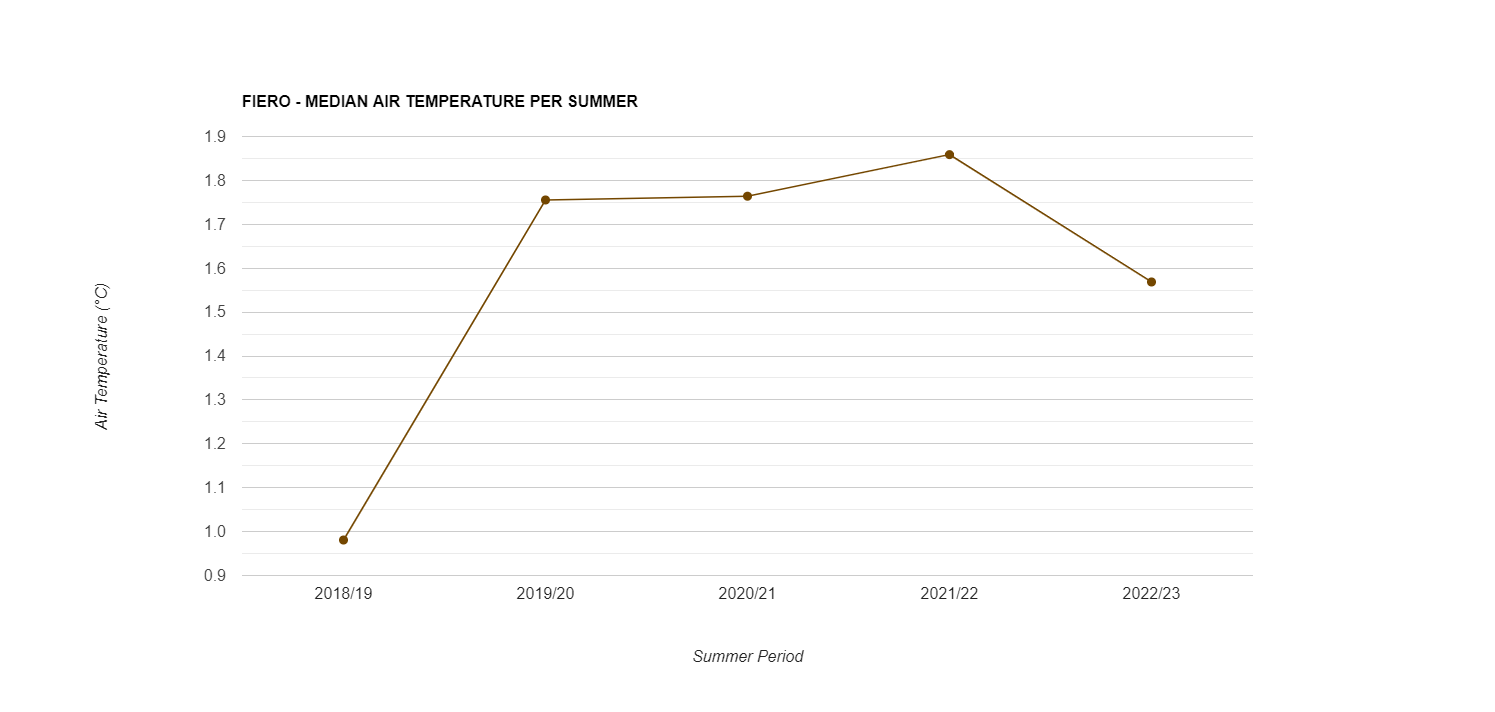 FIERO - MEDIAN AIR TEMPERATURE PER SUMMER
1.9
1.8
1.7
1.6
1.5
1.4
1.3
1.2
1.1
1.0
0.9
Air Temperature (°C)
2018/19 2019/20 2020/21 2021/22 2022/23
Summer Period